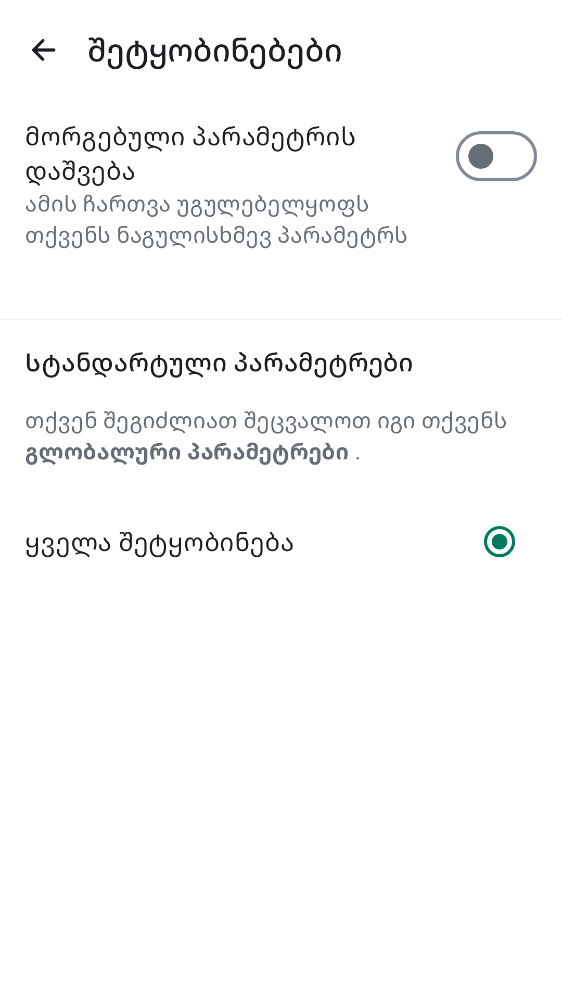 შეტყობინებები
მორგებული პარამეტრის
დაშვება
ამის ჩართვა უგულებელყოფს
თქვენს ნაგულისხმევ პარამეტრს
სტანდარტული პარამეტრები
თქვენ შეგიძლიათ შეცვალოთ იგი თქვენს
გლობალური პარამეტრები .
ყველა შეტყობინება